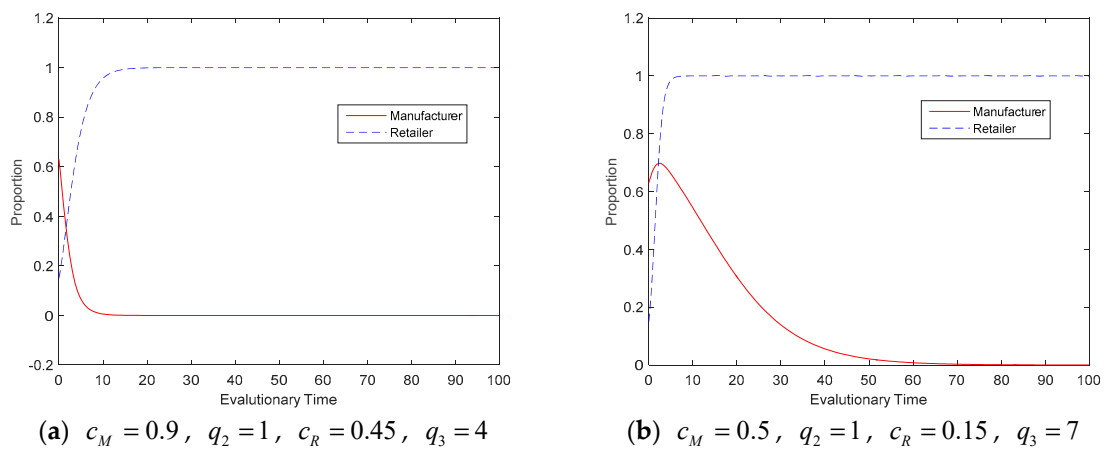 1.2
1
0.8
0.6
0.4
0.2
0
-0.2
Proportion
0 10 20 30 40 50 60 70 80 90 100
Evalutionary Time
Manufacturer
Retailer
(a) c_M = 0.9, q_2 = 1, c_R = 0.45, q_3 = 4
1.2
1
0.8
0.6
0.4
0.2
0
Proportion
0 10 20 30 40 50 60 70 80 90 100
Evalutionary Time
Manufacturer
Retailer
(b) c_M = 0.5, q_2 = 1, c_R = 0.15, q_3 = 7